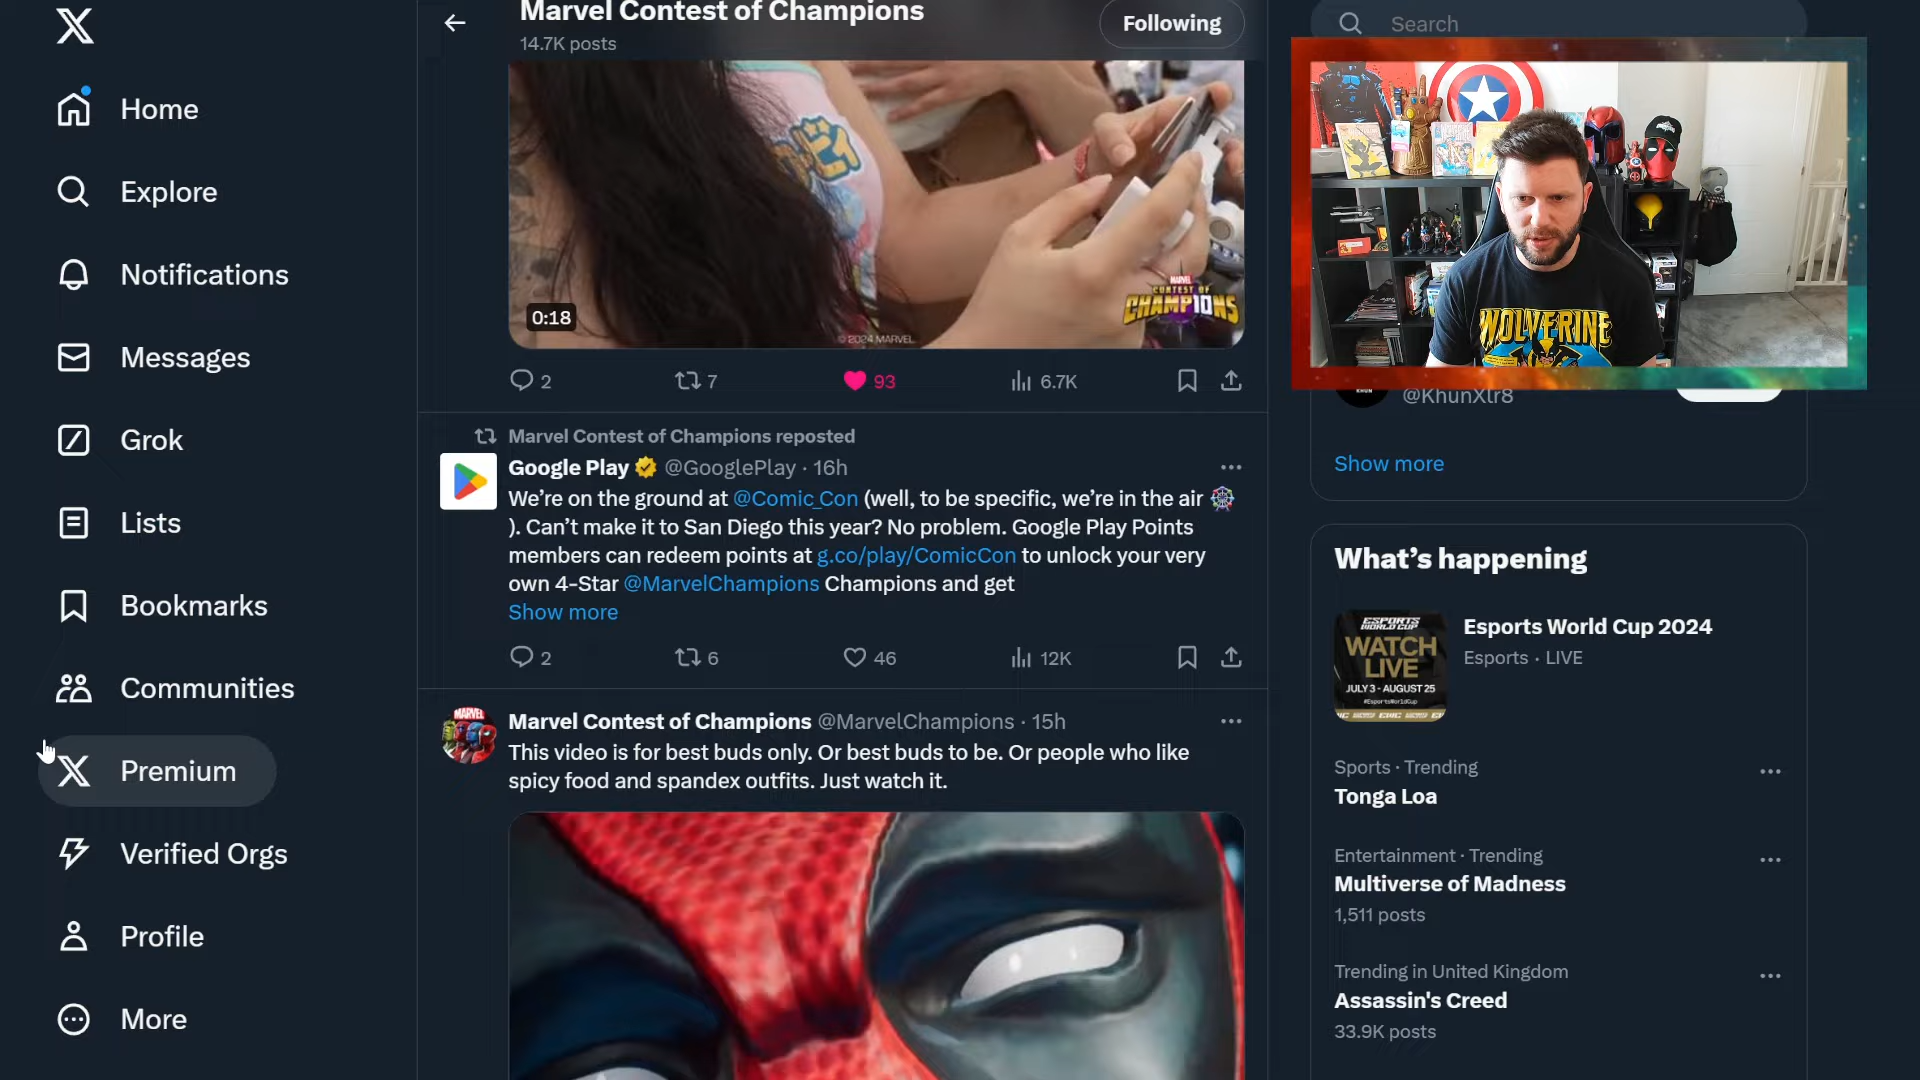 Home
Explore
Notifications
Messages
Grok
Lists
Bookmarks
Communities
Premium
Verified Orgs
Profile
More
Marvel Contest of Champions
14.7K posts
Following
0:18
MARVEL
CONTEST OF
CHAMPIONS
© 2024 MARVEL
2
7
93
6.7K
Marvel Contest of Champions reposted
Google Play @GooglePlay · 16h
We’re on the ground at @Comic_Con (well, to be specific, we’re in the air
). Can’t make it to San Diego this year? No problem. Google Play Points
members can redeem points at g.co/play/ComicCon to unlock your very
own 4-Star @MarvelChampions Champions and get
Show more
2
6
46
12K
Marvel Contest of Champions @MarvelChampions · 15h
This video is for best buds only. Or best buds to be. Or people who like
spicy food and spandex outfits. Just watch it.
MARVEL
Search
WOLVERINE
@KhunXlr8
Show more
What’s happening
ESPORTS
WORLD CUP
WATCH
LIVE
JULY 3 - AUGUST 25
#EsportsWorldCup
Esports World Cup 2024
Esports · LIVE
Sports · Trending
Tonga Loa
Entertainment · Trending
Multiverse of Madness
1,511 posts
Trending in United Kingdom
Assassin's Creed
33.9K posts